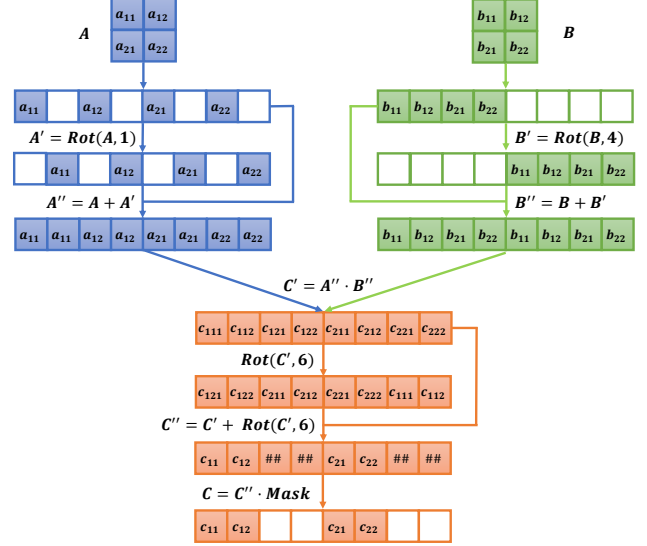 a11 a12
A
a21 a22
b11 b12
B
b21 b22
a11 a12 a21 a22
b11 b12 b21 b22
A′ = Rot(A, 1)
B′ = Rot(B, 4)
a11 a12 a21 a22
b11 b12 b21 b22
A′′ = A + A′
B′′ = B + B′
a11 a11 a12 a12 a21 a21 a22 a22
b11 b12 b21 b22 b11 b12 b21 b22
C′ = A′′ · B′′
c111 c112 c121 c122 c211 c212 c221 c222
Rot(C′, 6)
c121 c122 c211 c212 c221 c222 c111 c112
C′′ = C′ + Rot(C′, 6)
c11 c12 ## ## c21 c22 ## ##
C = C′′ · Mask
c11 c12 c21 c22